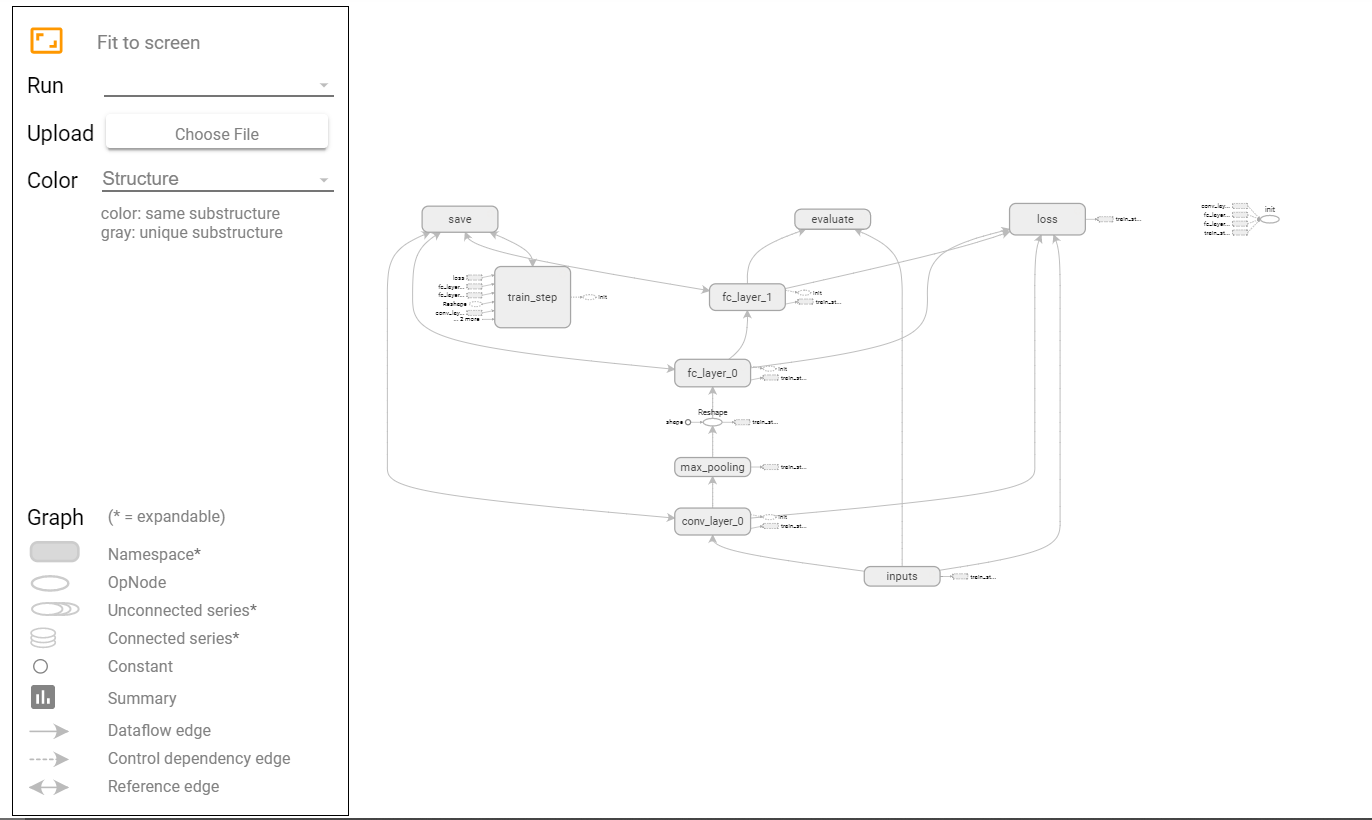 Fit to screen
Run
Upload
Choose File
Color
Structure
color: same substructure
gray: unique substructure
Graph
(* = expandable)
Namespace*
OpNode
Unconnected series*
Connected series*
Constant
Summary
Dataflow edge
Control dependency edge
Reference edge
save
evaluate
loss
train_st...
conv_lay...
fc_layer...
fc_layer...
train_st...
init
loss
fc_layer...
fc_layer...
Reshape
conv_lay...
... 2 more
train_step
init
fc_layer_1
init
train_st...
fc_layer_0
init
train_st...
Reshape
shape
train_st...
max_pooling
train_st...
conv_layer_0
init
train_st...
inputs
train_st...